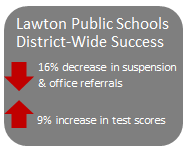 Lawton Public Schools
District-Wide Success
16% decrease in suspension
& office referrals
9% increase in test scores